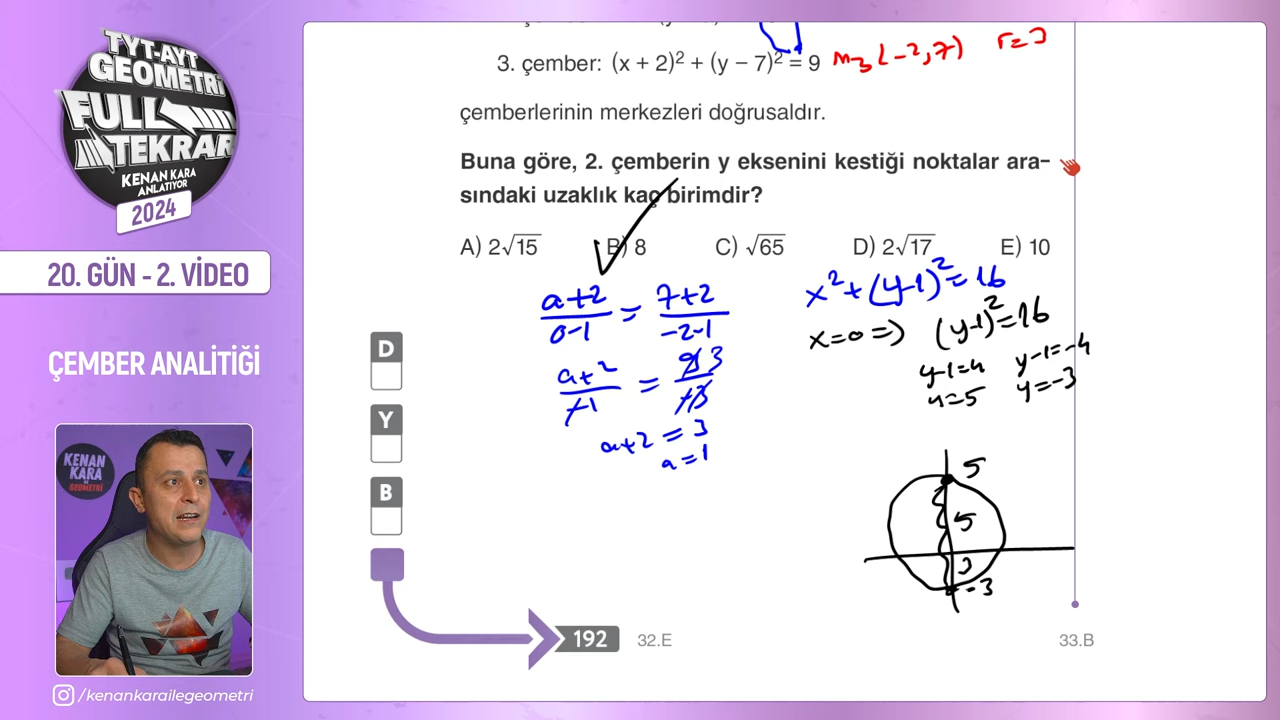 TYT-AYT
GEOMETRİ
FULL
TEKRAR
KENAN KARA
ANLATIYOR
2024
20. GÜN - 2. VİDEO
ÇEMBER ANALİTİĞİ
KENAN
KARA
GEOMETRİ
/kenankarailegeometri
3. çember: (x + 2)² + (y − 7)² = 9 m₃(-2,7) r=3
çemberlerinin merkezleri doğrusaldır.
Buna göre, 2. çemberin y eksenini kestiği noktalar ara-
sındaki uzaklık kaç birimdir?
A) 2√15 B) 8 C) √65 D) 2√17 E) 10
a+2/0-1 = 7+2/-2-1
a+2/-1 = 9/-3 3
a+2 = 3
a=1
x²+(y-1)²=16
x=0 => (y-1)²=16
y-1=4 y-1=-4
y=5 y=-3
5
5
3
-3
D
Y
B
192 32.E 33.B